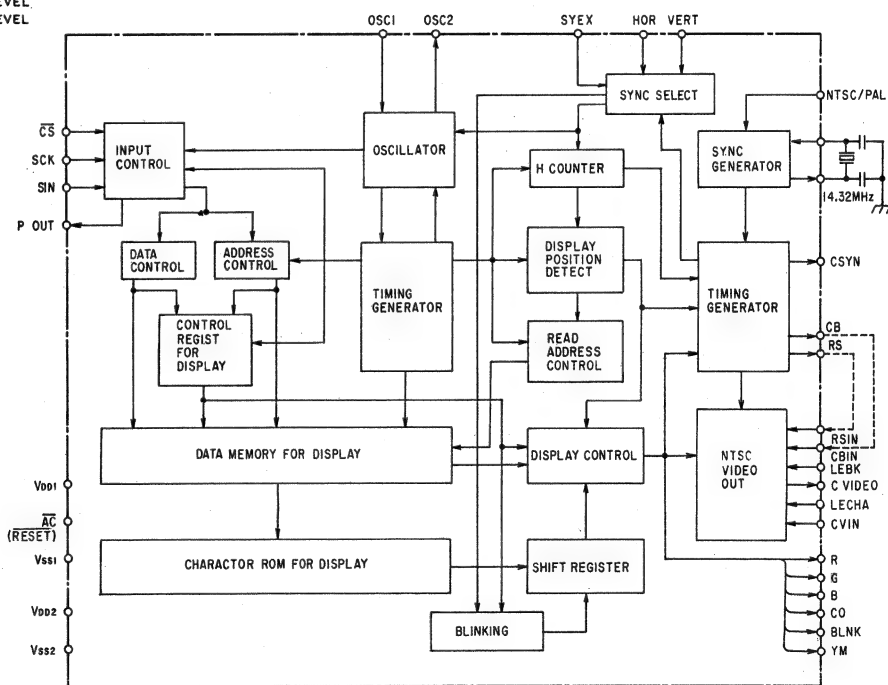 LEVEL
LEVEL
OSC1 OSC2 SYEX HOR VERT
SYNC SELECT
NTSC/PAL
CS
SCK
SIN
P OUT
INPUT
CONTROL
OSCILLATOR
H COUNTER
SYNC
GENERATOR
14.32MHz
DATA
CONTROL
ADDRESS
CONTROL
TIMING
GENERATOR
DISPLAY
POSITION
DETECT
TIMING
GENERATOR
CSYN
CONTROL
REGIST
FOR
DISPLAY
READ
ADDRESS
CONTROL
CB
RS
DATA MEMORY FOR DISPLAY
DISPLAY CONTROL
NTSC
VIDEO
OUT
RSIN
CBIN
LEBK
C VIDEO
LECHA
CVIN
VDD1
AC
(RESET)
VSS1
VDD2
VSS2
CHARACTOR ROM FOR DISPLAY
SHIFT REGISTER
BLINKING
R
G
B
CO
BLNK
YM